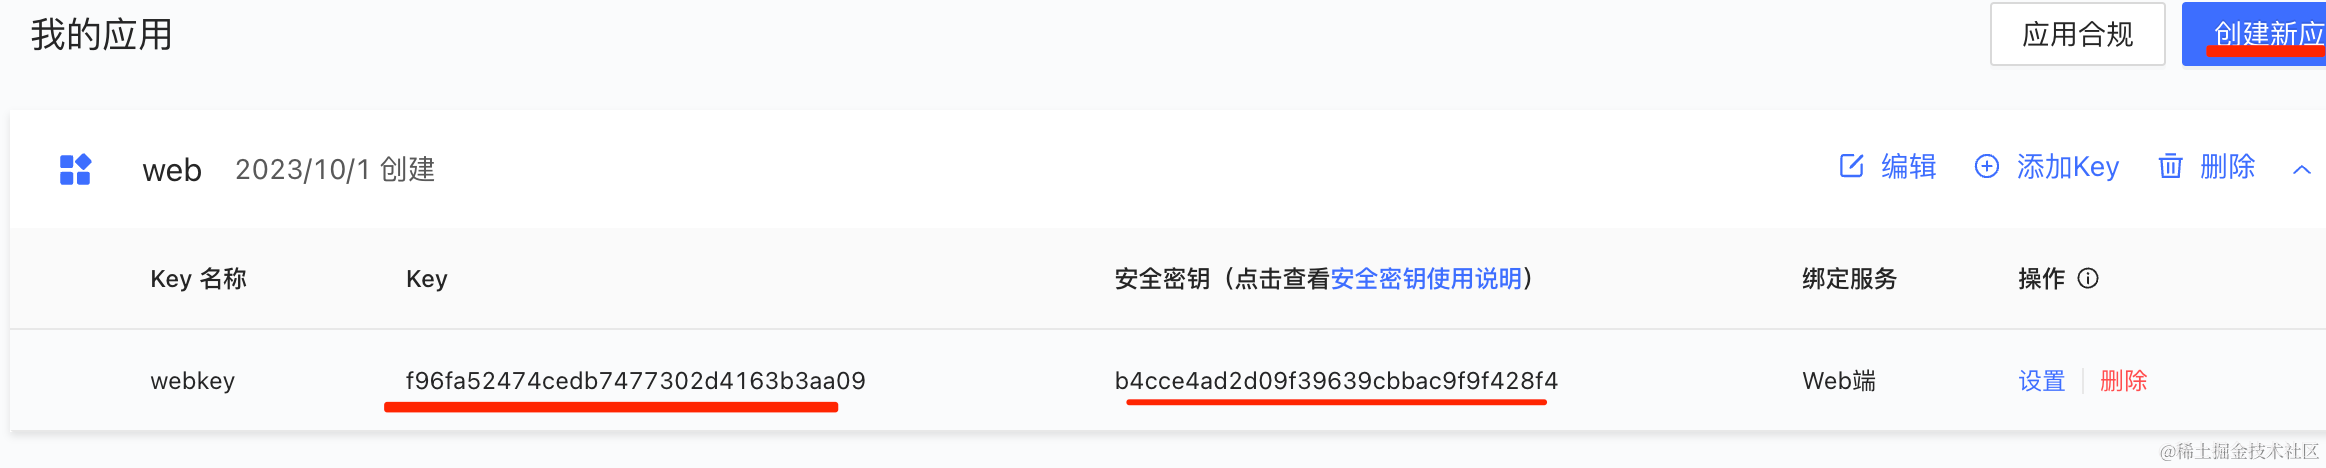 我的应用
应用合规
创建新应
web 2023/10/1 创建
编辑 添加Key 删除
Key 名称 Key 安全密钥（点击查看安全密钥使用说明） 绑定服务 操作
webkey f96fa52474cedb7477302d4163b3aa09 b4cce4ad2d09f39639cbbac9f9f428f4 Web端 设置 删除
@稀土掘金技术社区